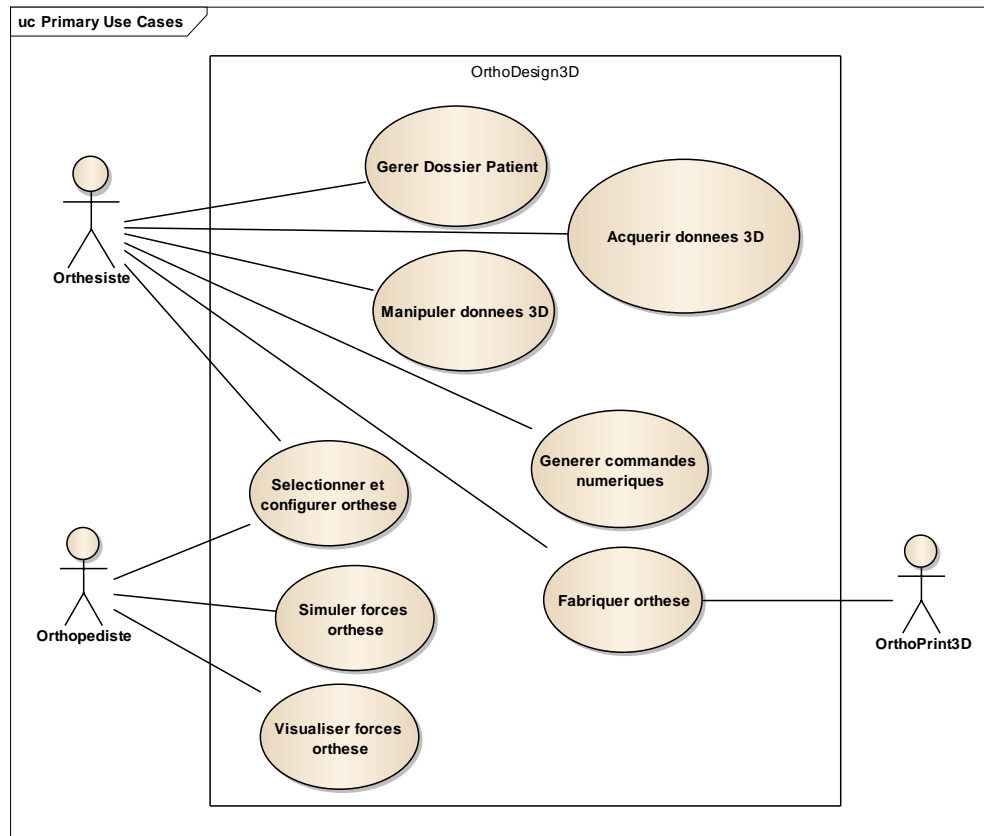 uc Primary Use Cases
OrthoDesign3D
Gerer Dossier Patient
Acquerir donnees 3D
Orthesiste
Manipuler donnees 3D
Generer commandes
numeriques
Selectionner et
configurer orthese
Fabriquer orthese
Simuler forces
orthese
Orthopediste
OrthoPrint3D
Visualiser forces
orthese